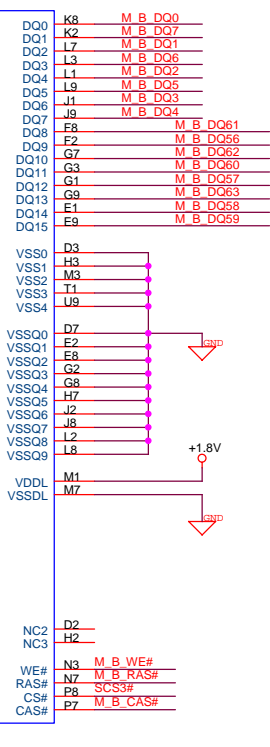 DQ0 K8 M_B_DQ0
DQ1 K2 M_B_DQ7
DQ2 L7 M_B_DQ1
DQ3 L3 M_B_DQ6
DQ4 L1 M_B_DQ2
DQ5 L9 M_B_DQ5
DQ6 J1 M_B_DQ3
DQ7 J9 M_B_DQ4
DQ8 F8 M_B_DQ61
DQ9 F2 M_B_DQ56
DQ10 G7 M_B_DQ62
DQ11 G3 M_B_DQ60
DQ12 G1 M_B_DQ57
DQ13 G9 M_B_DQ63
DQ14 E1 M_B_DQ58
DQ15 E9 M_B_DQ59
VSS0 D3
VSS1 H3
VSS2 M3
VSS3 T1
VSS4 U9
VSSQ0 D7
VSSQ1 E2 GND
VSSQ2 E8
VSSQ3 G2
VSSQ4 G8
VSSQ5 H7
VSSQ6 J2
VSSQ7 J8
VSSQ8 L2
VSSQ9 L8 +1.8V
VDDL M1
VSSDL M7
GND
NC2 D2
NC3 H2
WE# N3 M_B_WE#
RAS# N7 M_B_RAS#
CS# P8 SCS3#
CAS# P7 M_B_CAS#